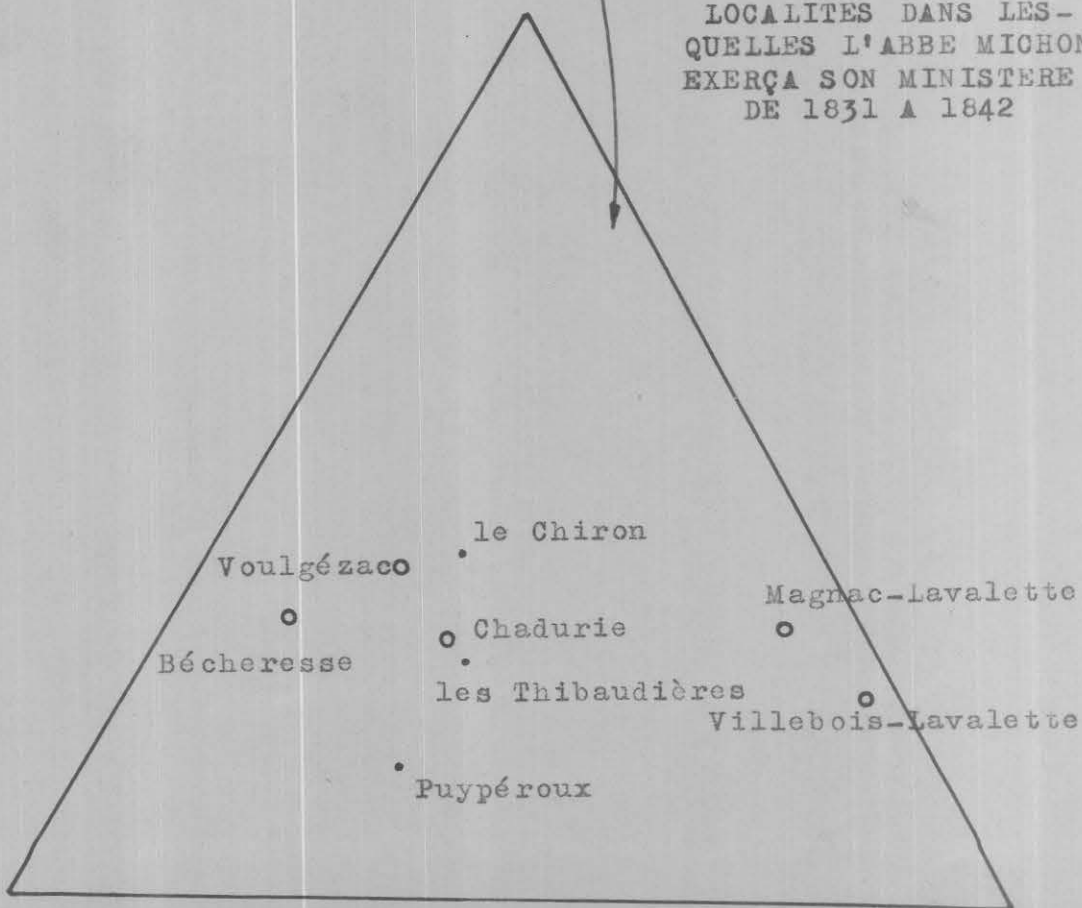 LOCALITES DANS LES-
QUELLES L'ABBE MICHON
EXERÇA SON MINISTERE
DE 1831 A 1842
le Chiron
Voulgézac
Magnac-Lavalette
Chadurie
Bécheresse
les Thibaudières
Villebois-Lavalette
Puypéroux